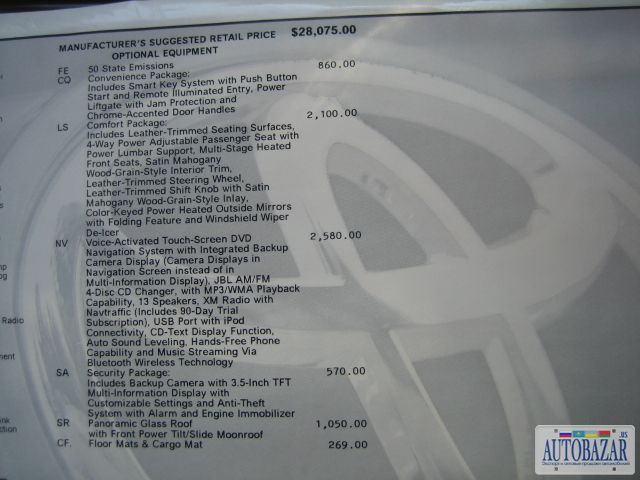 MANUFACTURER'S SUGGESTED RETAIL PRICE $28,075.00
OPTIONAL EQUIPMENT
FE 50 State Emissions
CQ Convenience Package: 860.00
Includes Smart Key System with Push Button
Start and Remote Illuminated Entry, Power
Liftgate with Jam Protection and
Chrome-Accented Door Handles
LS Comfort Package: 2,100.00
Includes Leather-Trimmed Seating Surfaces,
4-Way Power Adjustable Passenger Seat with
Power Lumbar Support, Multi-Stage Heated
Front Seats, Satin Mahogany
Wood-Grain-Style Interior Trim,
Leather-Trimmed Steering Wheel,
Leather-Trimmed Shift Knob with Satin
Mahogany Wood-Grain-Style Inlay,
Color-Keyed Power Heated Outside Mirrors
with Folding Feature and Windshield Wiper
De-Icer
NV Voice-Activated Touch-Screen DVD 2,580.00
Navigation System with Integrated Backup
Camera Display (Camera Displays in
Navigation Screen instead of in
Multi-Information Display), JBL AM/FM
4-Disc CD Changer, with MP3/WMA Playback
Capability, 13 Speakers, XM Radio with
Navtraffic (Includes 90-Day Trial
Subscription), USB Port with iPod
Connectivity, CD-Text Display Function,
Auto Sound Leveling, Hands-Free Phone
Capability and Music Streaming Via
Bluetooth Wireless Technology
SA Security Package: 570.00
Includes Backup Camera with 3.5-Inch TFT
Multi-Information Display with
Customizable Settings and Anti-Theft
System with Alarm and Engine Immobilizer
SR Panoramic Glass Roof 1,050.00
with Front Power Tilt/Slide Moonroof
CF. Floor Mats & Cargo Mat 269.00
Radio
.US
AUTOBAZAR